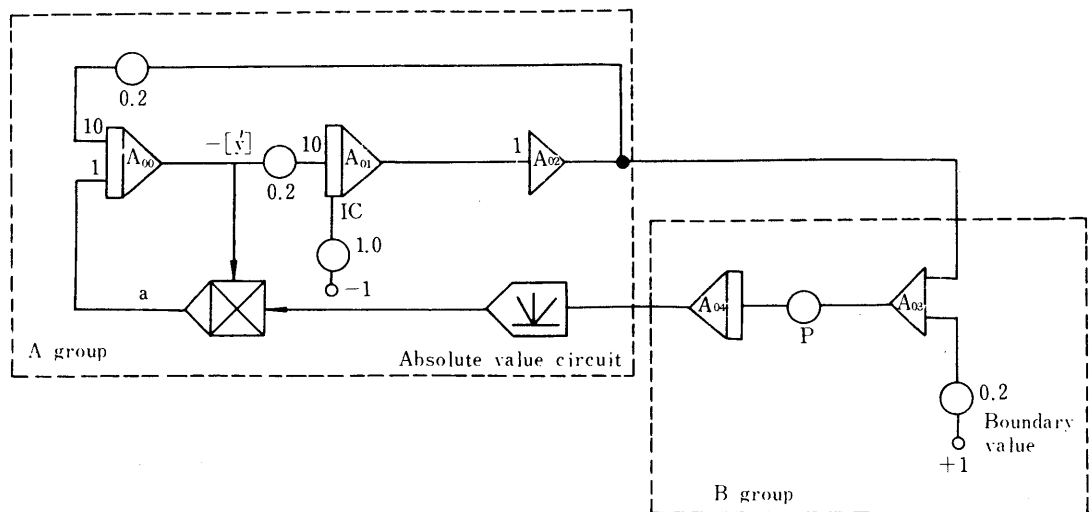 0.2
10
1
A00
-[y']
0.2
10
A01
IC
1.0
-1
1
A02
a
A group
Absolute value circuit
A04
P
A03
0.2
Boundary
value
+1
B group